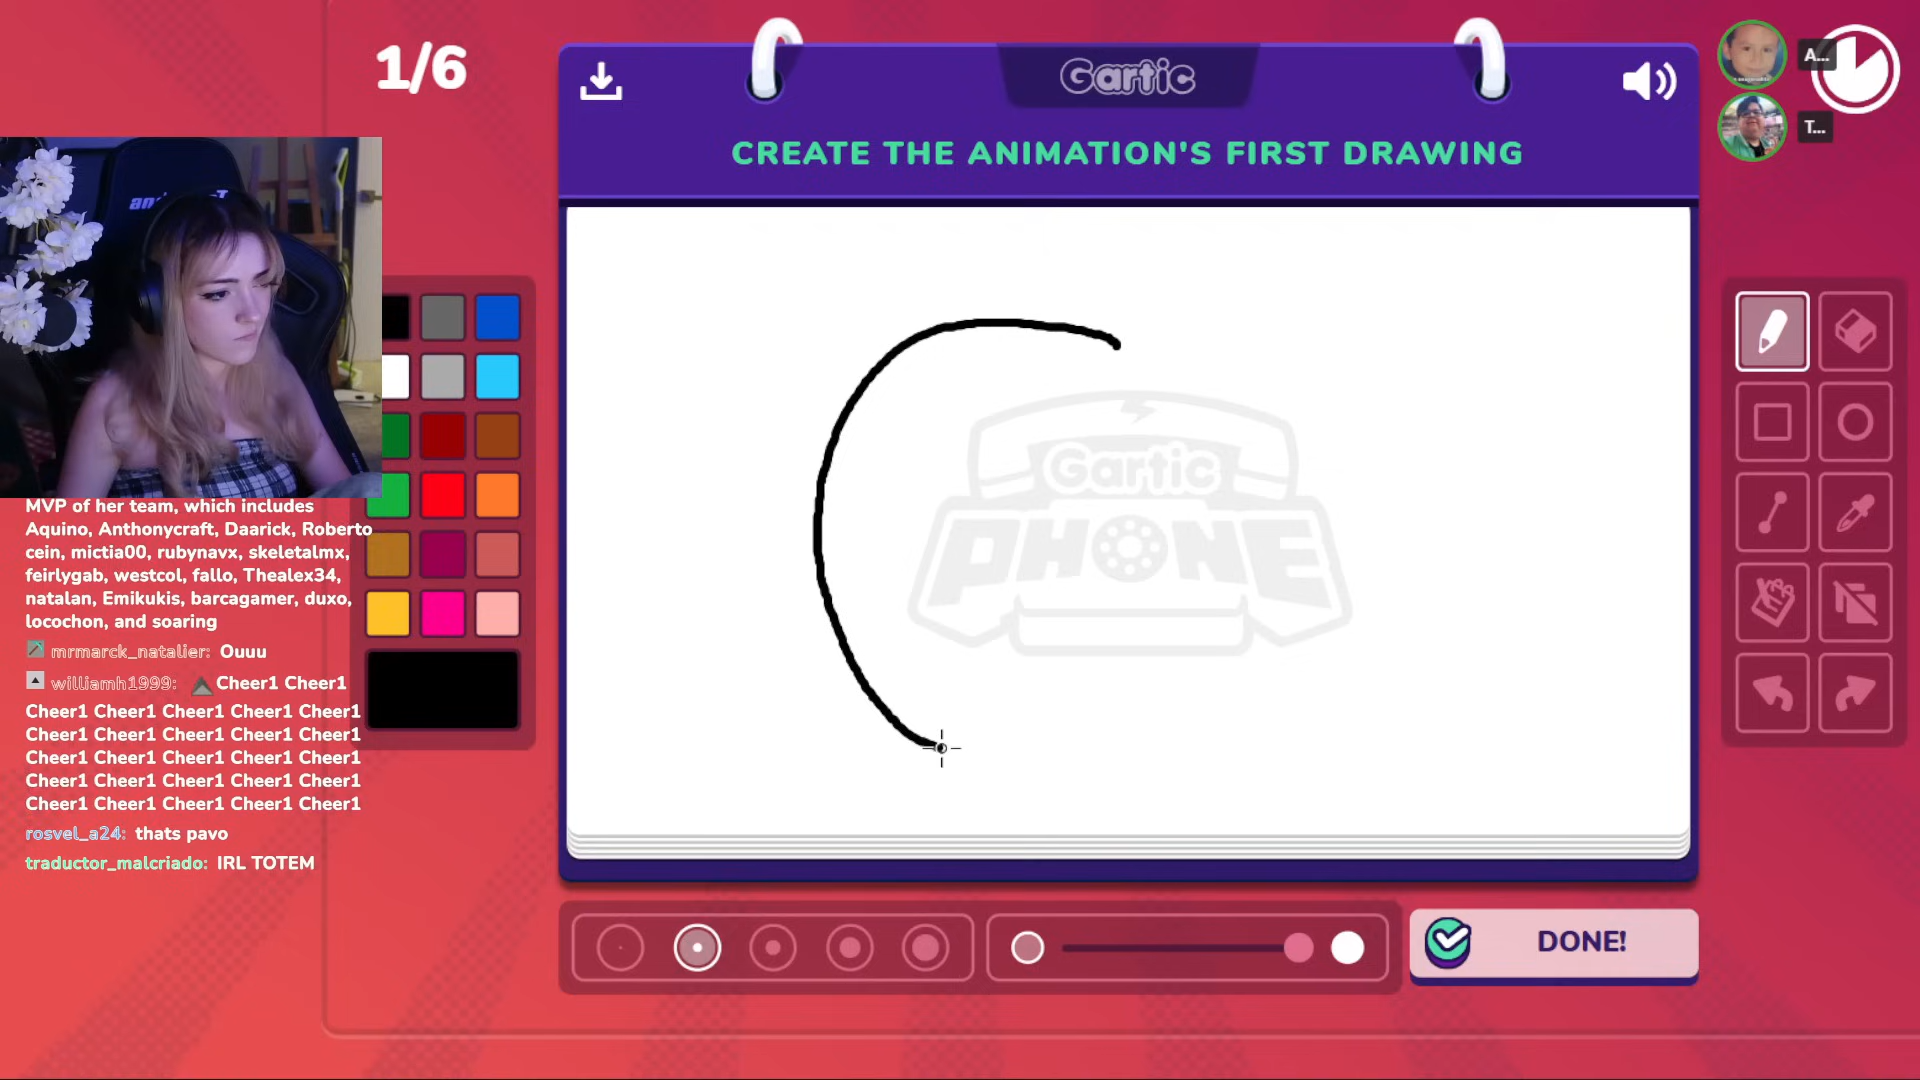 1/6
Gartic
CREATE THE ANIMATION'S FIRST DRAWING
A...
T...
Gartic
PHONE
MVP of her team, which includes
Aquino, Anthonycraft, Daarick, Roberto
cein, mictia00, rubynavx, skeletalmx,
feirlygab, westcol, fallo, Thealex34,
natalan, Emikukis, barcagamer, duxo,
locochon, and soaring
mrmarck_natalier: Ouuu
williamh1999: Cheer1 Cheer1
Cheer1 Cheer1 Cheer1 Cheer1 Cheer1
Cheer1 Cheer1 Cheer1 Cheer1 Cheer1
Cheer1 Cheer1 Cheer1 Cheer1 Cheer1
Cheer1 Cheer1 Cheer1 Cheer1 Cheer1
Cheer1 Cheer1 Cheer1 Cheer1 Cheer1
rosvel_a24: thats pavo
traductor_malcriado: IRL TOTEM
DONE!